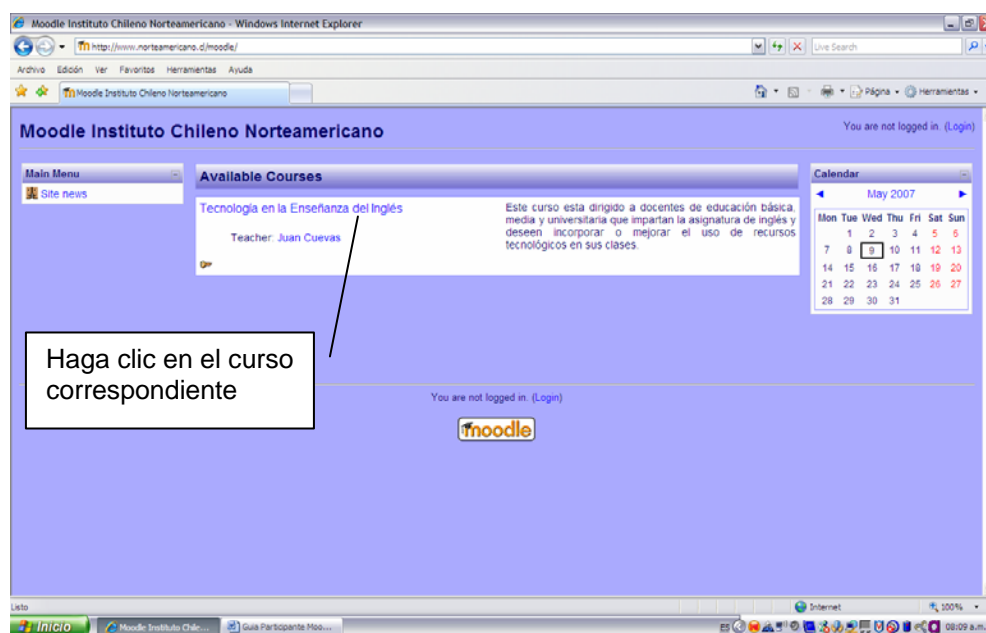 Moodle Instituto Chileno Norteamericano - Windows Internet Explorer
http://www.norteamericano.cl/moodle/
Live Search
Archivo Edición Ver Favoritos Herramientas Ayuda
Moodle Instituto Chileno Norteamericano
Página Herramientas
Moodle Instituto Chileno Norteamericano
You are not logged in. (Login)
Main Menu
Site news
Available Courses
Tecnología en la Enseñanza del Inglés
Teacher: Juan Cuevas
Este curso esta dirigido a docentes de educación básica,
media y universitaria que impartan la asignatura de inglés y
deseen incorporar o mejorar el uso de recursos
tecnológicos en sus clases.
Calendar
May 2007
Mon Tue Wed Thu Fri Sat Sun
1 2 3 4 5 6
7 8 9 10 11 12 13
14 15 16 17 18 19 20
21 22 23 24 25 26 27
28 29 30 31
Haga clic en el curso
correspondiente
You are not logged in. (Login)
moodle
Listo
Internet
100%
Inicio
Moodle Instituto Chile...
Guia Participante Moo...
ES
08:09 a.m.